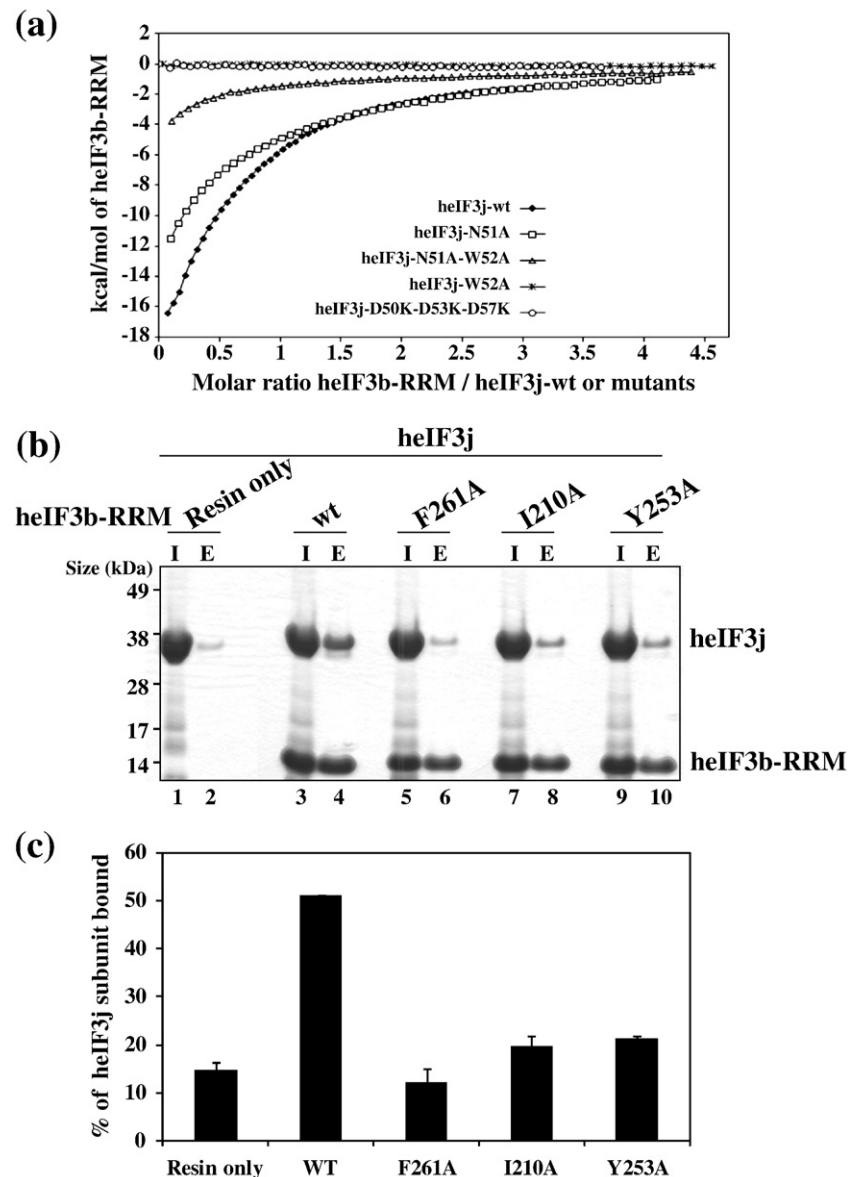 (a)
2
0
-2
-4
-6
-8
-10
-12
-14
-16
-18
kcal/mol of heIF3b-RRM
heIF3j-wt
heIF3j-N51A
heIF3j-N51A-W52A
heIF3j-W52A
heIF3j-D50K-D53K-D57K
0 0.5 1 1.5 2 2.5 3 3.5 4 4.5
Molar ratio heIF3b-RRM / heIF3j-wt or mutants
(b)
heIF3j
heIF3b-RRM Resin only wt F261A I210A Y253A
I E I E I E I E I E
Size (kDa)
49
38
28
17
14
heIF3j
heIF3b-RRM
1 2 3 4 5 6 7 8 9 10
(c)
60
50
40
30
20
10
0
% of heIF3j subunit bound
Resin only WT F261A I210A Y253A